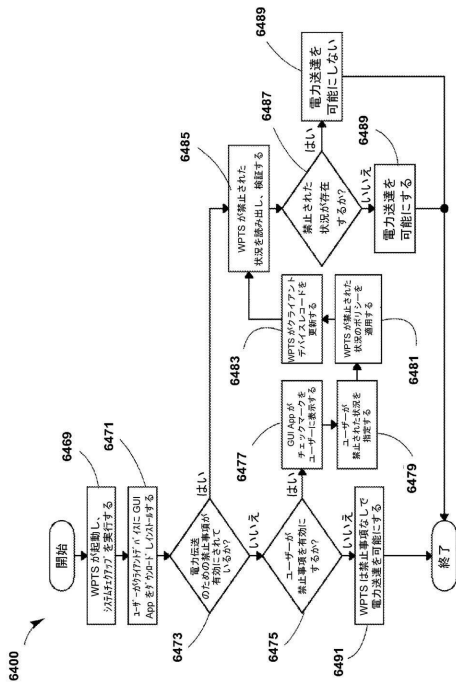 6400
開始
WPTS が起動し、
システムチェックアップを実行する
6469
ユーザーがクライアントデバイスに GUI
App をダウンロードしインストールする
6471
電力伝送
のための禁止事項が
有効にされて
いるか?
6473
はい
いいえ
ユーザーが
禁止事項を有効に
するか?
6475
はい
いいえ
WPTS は禁止事項なしで
電力送達を可能にする
6491
GUI App が
チェックマークを
ユーザーに表示する
6477
ユーザーが
禁止された状況を
指定する
6479
WPTS が禁止された
状況のポリシーを
適用する
6481
WPTS がクライアント
デバイスレコードを
更新する
6483
WPTS が禁止された
状況を読み出し、検証する
6485
禁止された
状況が存在
するか?
6487
はい
いいえ
電力送達を
可能にしない
6489
電力送達を
可能にする
6489
終了